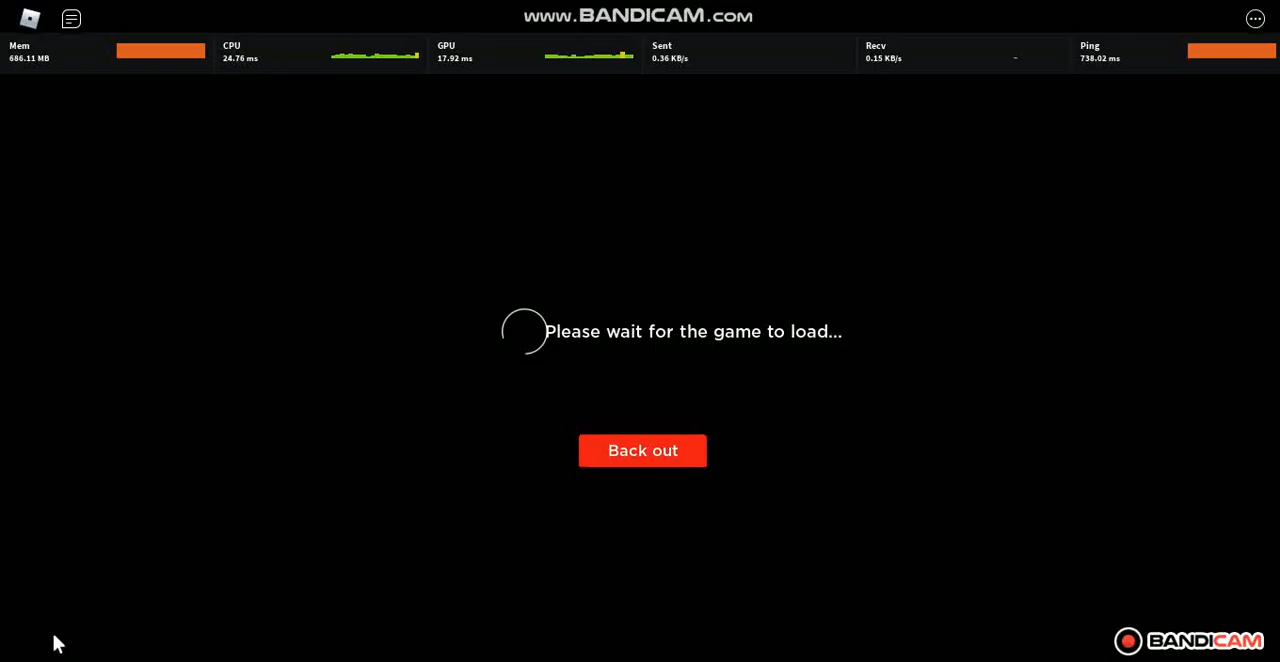 www.BANDICAM.com
Mem
686.11 MB
CPU
24.76 ms
GPU
17.92 ms
Sent
0.36 KB/s
Recv
0.15 KB/s
Ping
738.02 ms
Please wait for the game to load...
Back out
BANDICAM